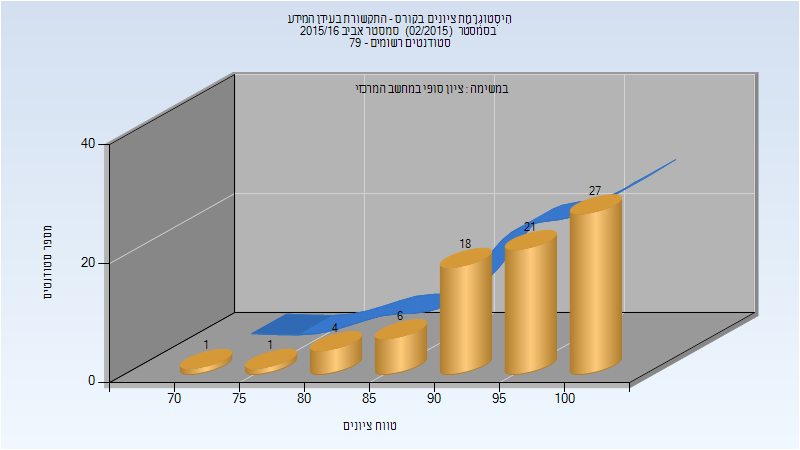 היסטוגרמת ציונים בקורס - התקשורת בעידן המידע
בסמסטר (02/2015) סמסטר אביב 2015/16
סטודנטים רשומים - 79
במשימה : ציון סופי במחשב המרכזי
40
20
0
מספר סטודנטים
1
1
4
6
18
21
27
70
75
80
85
90
95
100
טווח ציונים